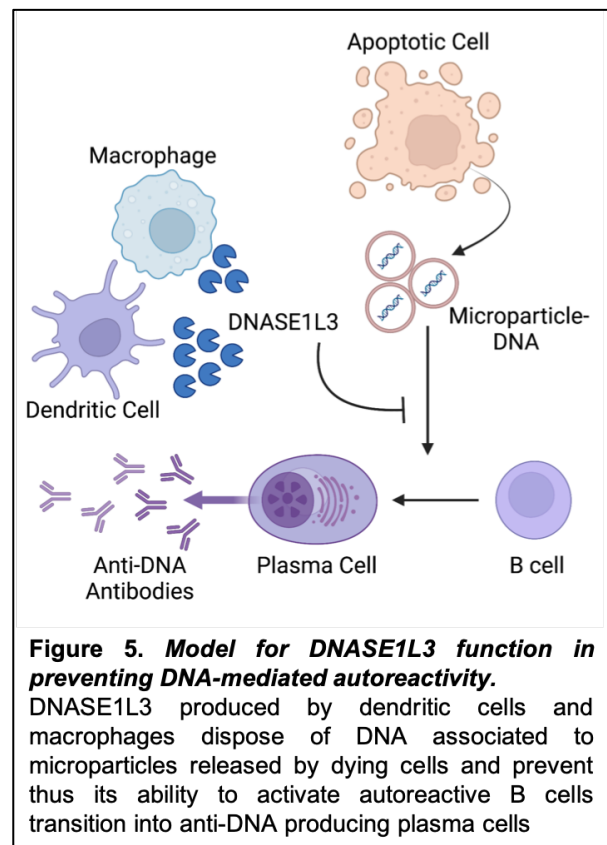 Apoptotic Cell
Macrophage
DNASE1L3
Microparticle-
DNA
Dendritic Cell
Anti-DNA
Antibodies
Plasma Cell
B cell
Figure 5. Model for DNASE1L3 function in
preventing DNA-mediated autoreactivity.
DNASE1L3 produced by dendritic cells and
macrophages dispose of DNA associated to
microparticles released by dying cells and prevent
thus its ability to activate autoreactive B cells
transition into anti-DNA producing plasma cells